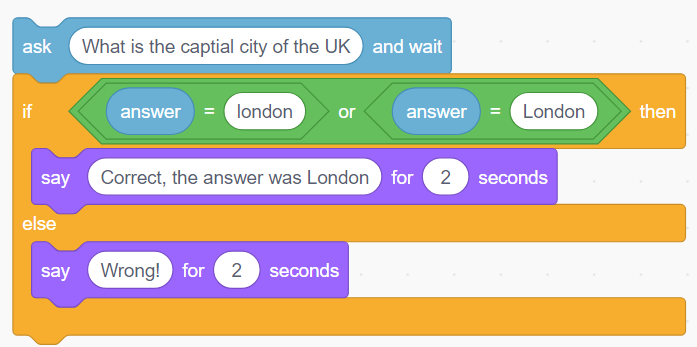 ask What is the captial city of the UK and wait
if answer = london or answer = London then
say Correct, the answer was London for 2 seconds
else
say Wrong! for 2 seconds